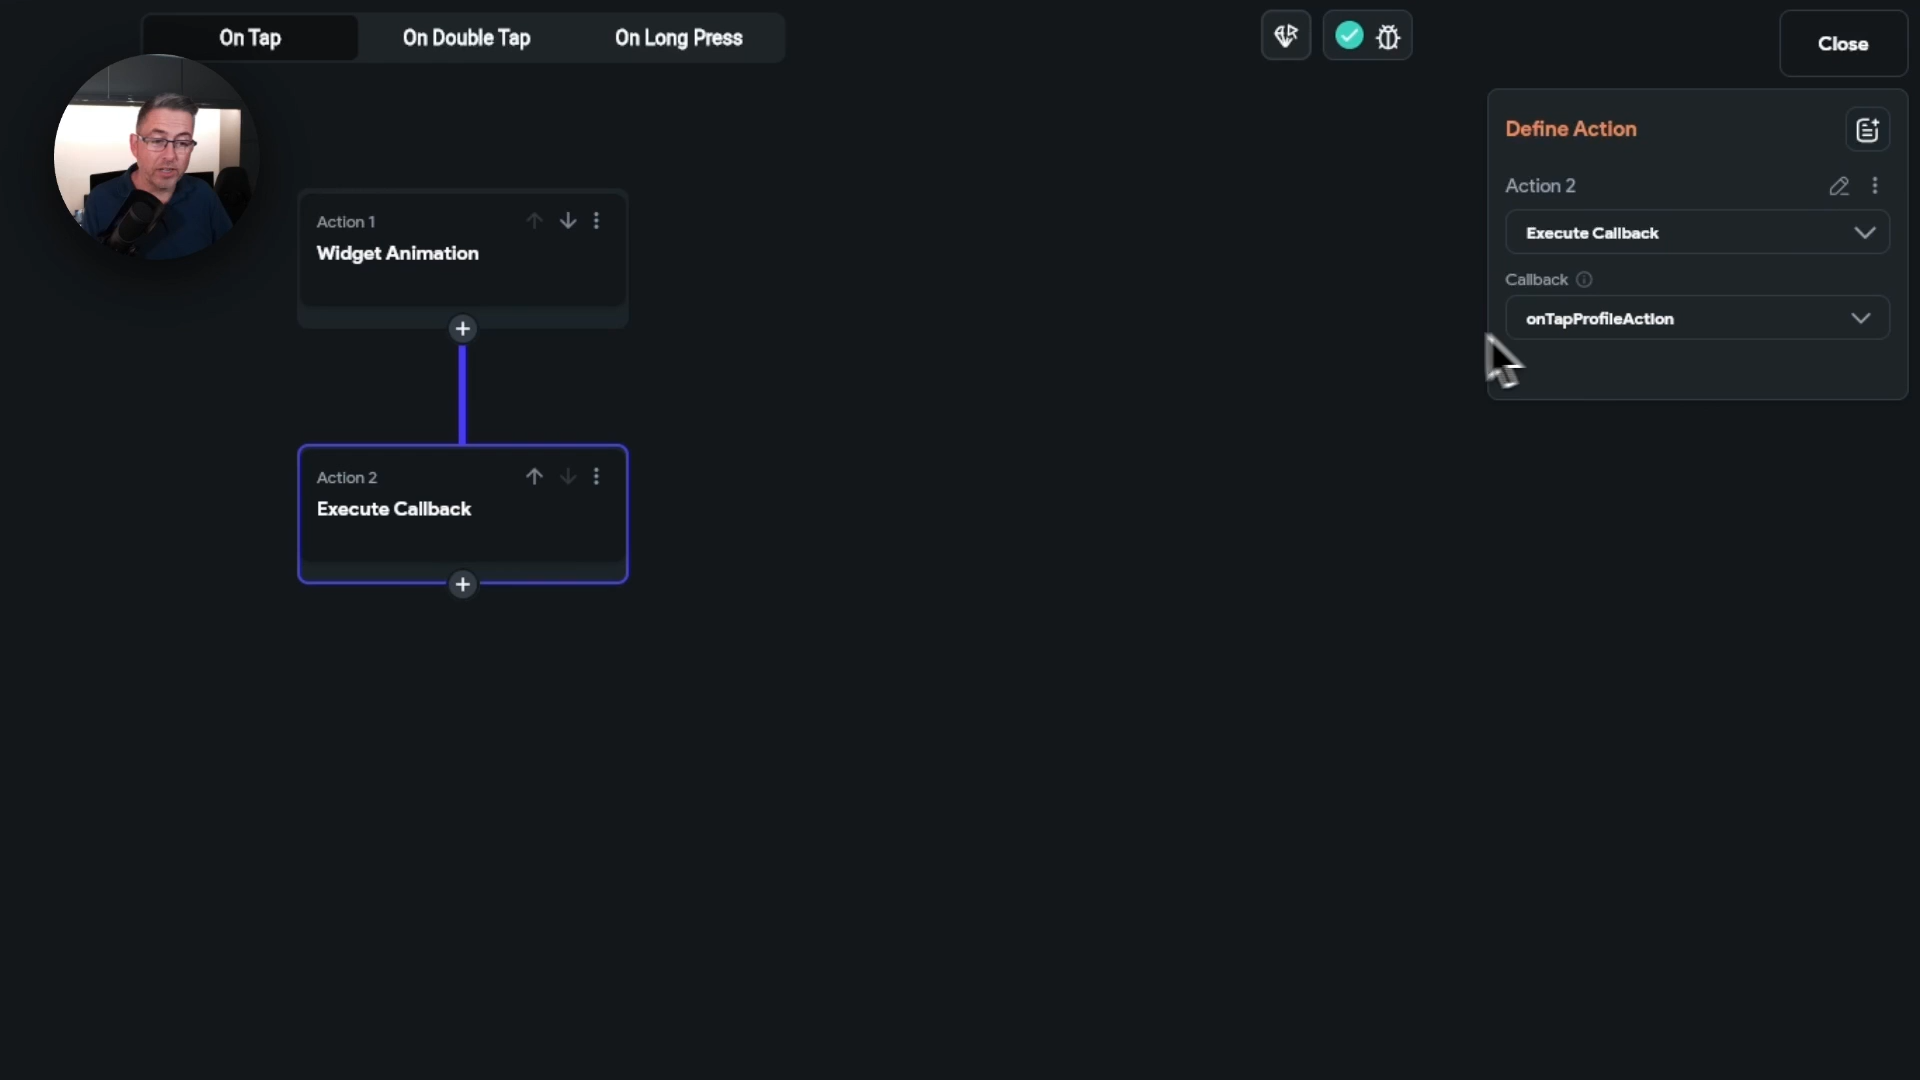 On Tap
On Double Tap
On Long Press
Close
Define Action
Action 2
Execute Callback
Callback
onTapProfileAction
Action 1
Widget Animation
Action 2
Execute Callback